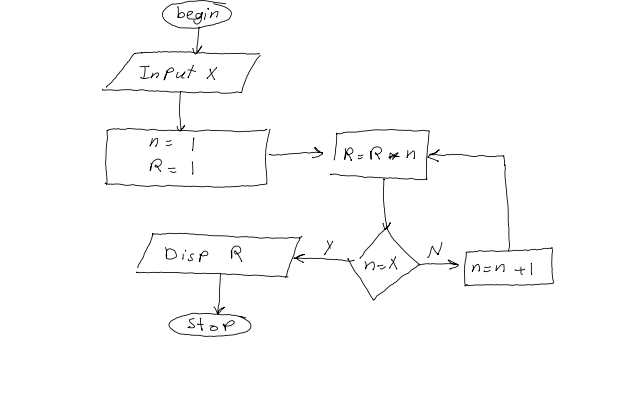 begin
Input X
n = 1
R = 1
R = R * n
n = X
Y
N
n = n + 1
Disp R
Stop